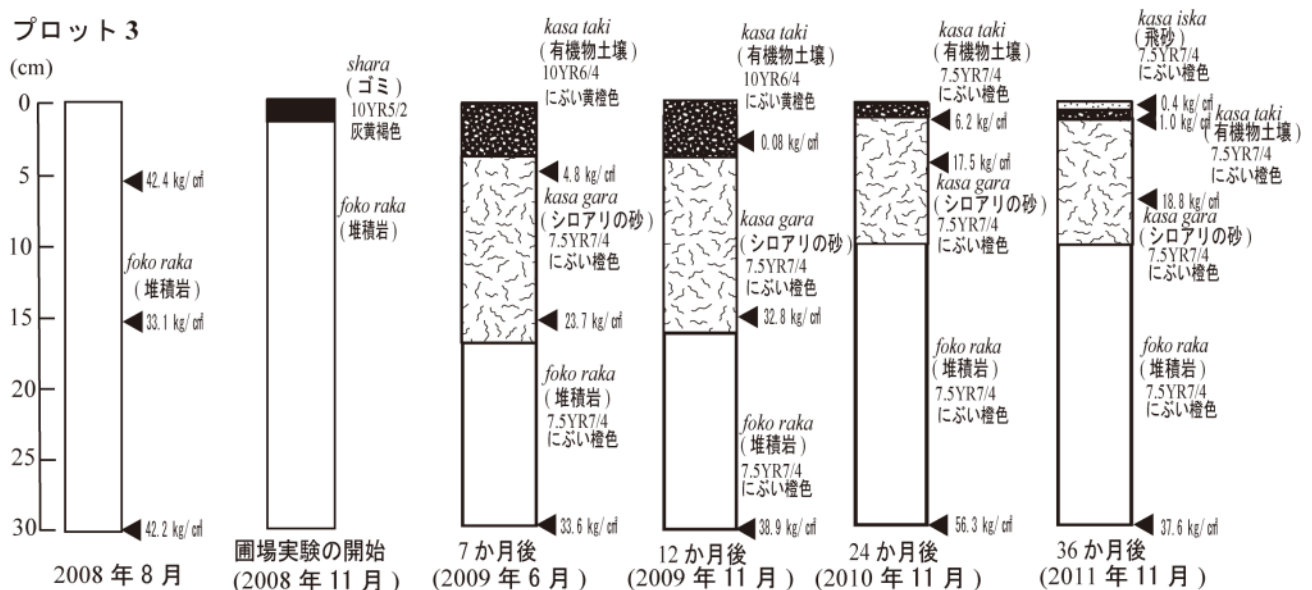 プロット 3
(cm)
0
5
10
15
20
25
30
42.4 kg/c㎡
foko raka
(堆積岩)
33.1 kg/c㎡
42.2 kg/c㎡
2008 年 8 月
shara
(ゴミ)
10YR5/2
灰黄褐色
foko raka
(堆積岩)
圃場実験の開始
(2008 年 11 月)
kasa taki
(有機物土壌)
10YR6/4
にぶい黄橙色
4.8 kg/c㎡
kasa gara
(シロアリの砂)
7.5YR7/4
にぶい橙色
23.7 kg/c㎡
foko raka
(堆積岩)
7.5YR7/4
にぶい橙色
33.6 kg/c㎡
7 か月後
(2009 年 6 月)
kasa taki
(有機物土壌)
10YR6/4
にぶい黄橙色
0.08 kg/c㎡
kasa gara
(シロアリの砂)
7.5YR7/4
にぶい橙色
32.8 kg/c㎡
foko raka
(堆積岩)
7.5YR7/4
にぶい橙色
38.9 kg/c㎡
12 か月後
(2009 年 11 月)
kasa taki
(有機物土壌)
7.5YR7/4
にぶい橙色
6.2 kg/c㎡
17.5 kg/c㎡
kasa gara
(シロアリの砂)
7.5YR7/4
にぶい橙色
foko raka
(堆積岩)
7.5YR7/4
にぶい橙色
56.3 kg/c㎡
24 か月後
(2010 年 11 月)
kasa iska
(飛砂)
7.5YR7/4
にぶい橙色
0.4 kg/c㎡
1.0 kg/c㎡
kasa taki
(有機物土壌)
7.5YR7/4
にぶい橙色
18.8 kg/c㎡
kasa gara
(シロアリの砂)
7.5YR7/4
にぶい橙色
foko raka
(堆積岩)
7.5YR7/4
にぶい橙色
37.6 kg/c㎡
36 か月後
(2011 年 11 月)